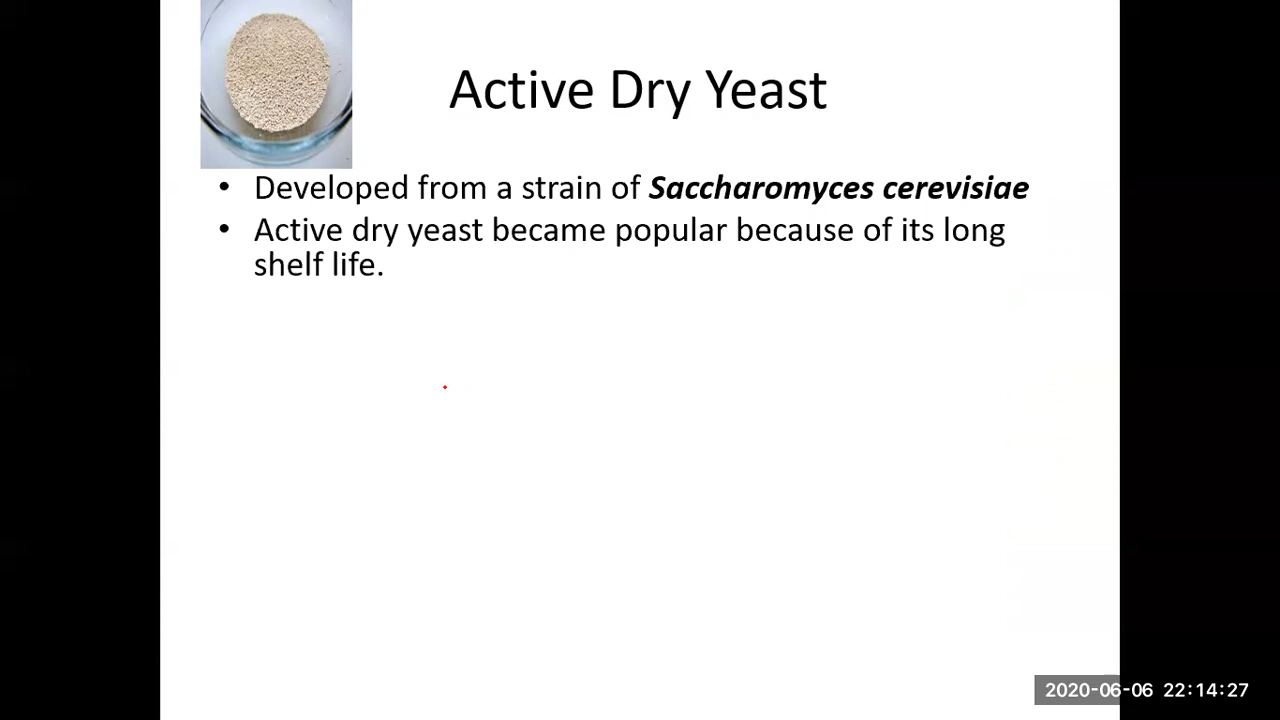 Active Dry Yeast
• Developed from a strain of Saccharomyces cerevisiae
• Active dry yeast became popular because of its long
shelf life.
2020-06-06 22:14:27